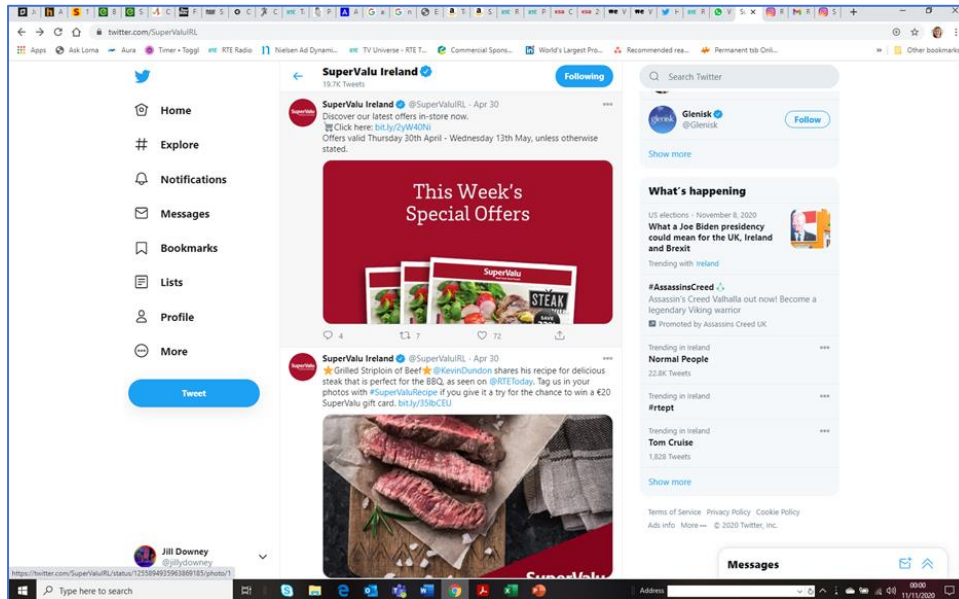 twitter.com/SuperValuIRL
Apps
Ask Lorna
Aura
Timer • Toggl
RTE Radio
Nielsen Ad Dynami...
TV Universe - RTE T...
Commercial Spons...
World's Largest Pro...
Recommended rea...
Permanent tsb Onli...
Other bookmarks
Home
Explore
Notifications
Messages
Bookmarks
Lists
Profile
More
Tweet
Jill Downey
@jillydowney
SuperValu Ireland
19.7K Tweets
Following
SuperValu Ireland @SuperValuIRL · Apr 30
Discover our latest offers in-store now.
Click here: bit.ly/2yW40Ni
Offers valid Thursday 30th April - Wednesday 13th May, unless otherwise
stated.
This Week's
Special Offers
SuperValu
STEAK
SAVE
4 7 72
SuperValu Ireland @SuperValuIRL · Apr 30
Grilled Striploin of Beef @KevinDundon shares his recipe for delicious
steak that is perfect for the BBQ, as seen on @RTEToday. Tag us in your
photos with #SuperValuRecipe if you give it a try for the chance to win a €20
SuperValu gift card. bit.ly/35lbCEU
SuperValu
Search Twitter
glenisk
Glenisk
@Glenisk
Follow
Show more
What's happening
US elections · November 8, 2020
What a Joe Biden presidency
could mean for the UK, Ireland
and Brexit
Trending with Ireland
#AssassinsCreed
Assassin's Creed Valhalla out now! Become a
legendary Viking warrior
Promoted by Assassins Creed UK
Trending in Ireland
Normal People
22.8K Tweets
Trending in Ireland
#rtept
Trending in Ireland
Tom Cruise
1,828 Tweets
Show more
Terms of Service Privacy Policy Cookie Policy
Ads info More © 2020 Twitter, Inc.
Messages
https://twitter.com/SuperValuIRL/status/1255894935963869185/photo/1
Type here to search
Address
00:00
11/11/2020